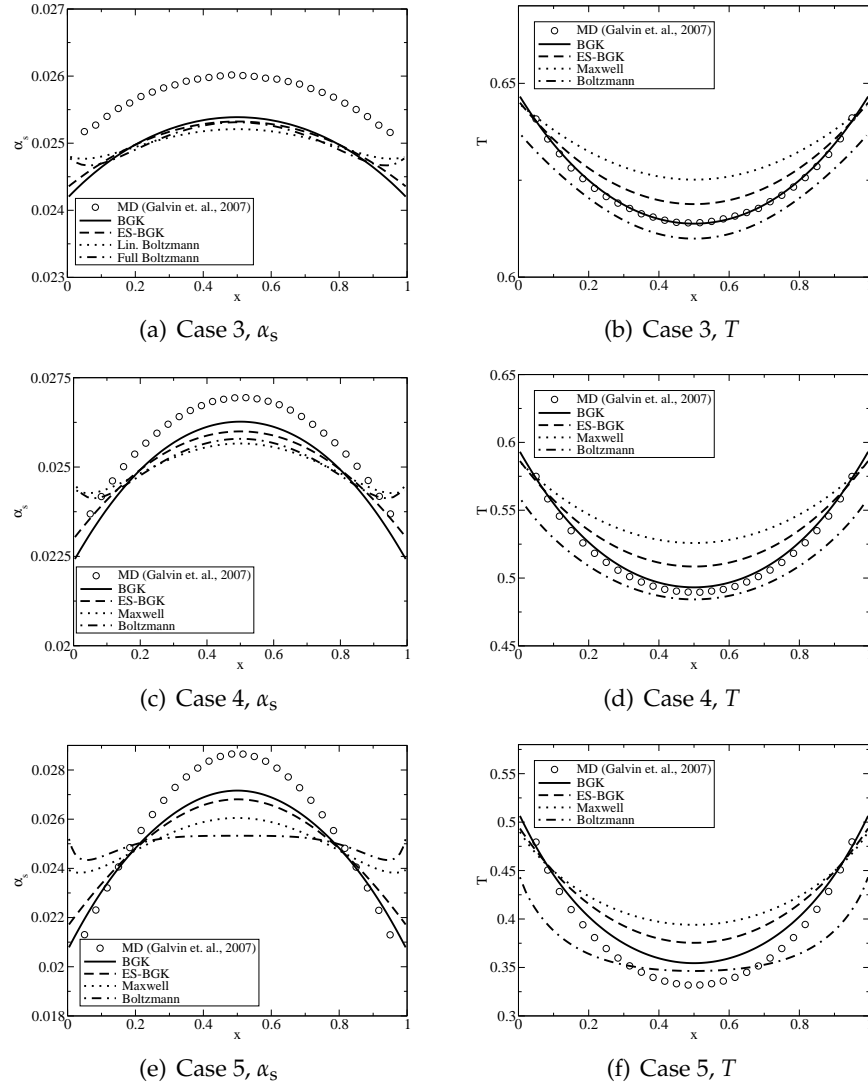 0.027
0.026
0.025
0.024
0.023
αs
0 0.2 0.4 0.6 0.8 1
x
MD (Galvin et. al., 2007)
BGK
ES-BGK
Lin. Boltzmann
Full Boltzmann
(a) Case 3, αs
0.65
0.6
T
0 0.2 0.4 0.6 0.8 1
x
MD (Galvin et. al., 2007)
BGK
ES-BGK
Maxwell
Boltzmann
(b) Case 3, T
0.0275
0.025
0.0225
0.02
αs
0 0.2 0.4 0.6 0.8 1
x
MD (Galvin et. al., 2007)
BGK
ES-BGK
Maxwell
Boltzmann
(c) Case 4, αs
0.65
0.6
0.55
0.5
0.45
T
0 0.2 0.4 0.6 0.8
x
MD (Galvin et. al., 2007)
BGK
ES-BGK
Maxwell
Boltzmann
(d) Case 4, T
0.028
0.026
0.024
0.022
0.02
0.018
αs
0 0.2 0.4 0.6 0.8 1
x
MD (Galvin et. al., 2007)
BGK
ES-BGK
Maxwell
Boltzmann
(e) Case 5, αs
0.55
0.5
0.45
0.4
0.35
0.3
T
0 0.2 0.4 0.6 0.8
x
MD (Galvin et. al., 2007)
BGK
ES-BGK
Maxwell
Boltzmann
(f) Case 5, T